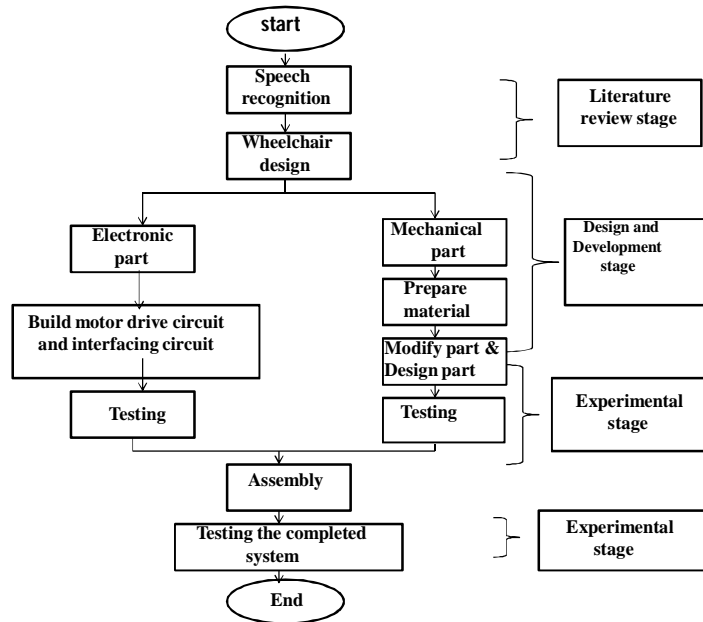 start
Speech
recognition
Literature
review stage
Wheelchair
design
Electronic
part
Mechanical
part
Design and
Development
stage
Prepare
material
Build motor drive circuit
and interfacing circuit
Modify part &
Design part
Testing
Testing
Experimental
stage
Assembly
Testing the completed
system
Experimental
stage
End